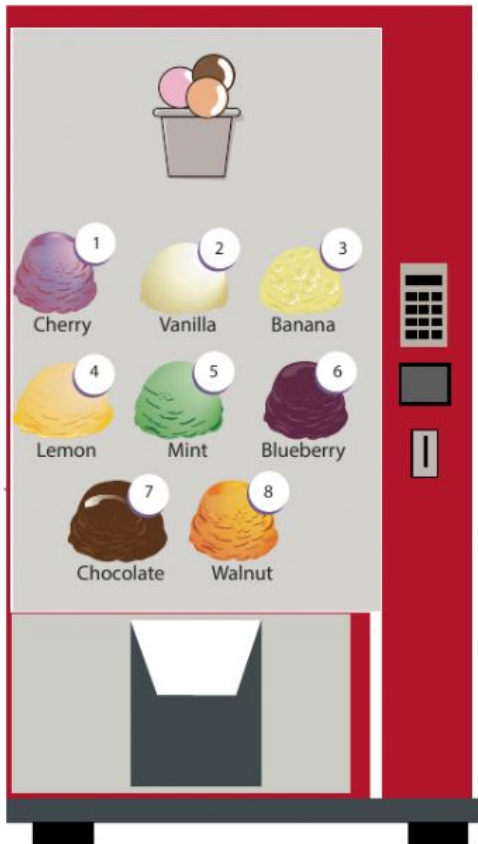 1 2 3
Cherry Vanilla Banana
4 5 6
Lemon Mint Blueberry
7 8
Chocolate Walnut